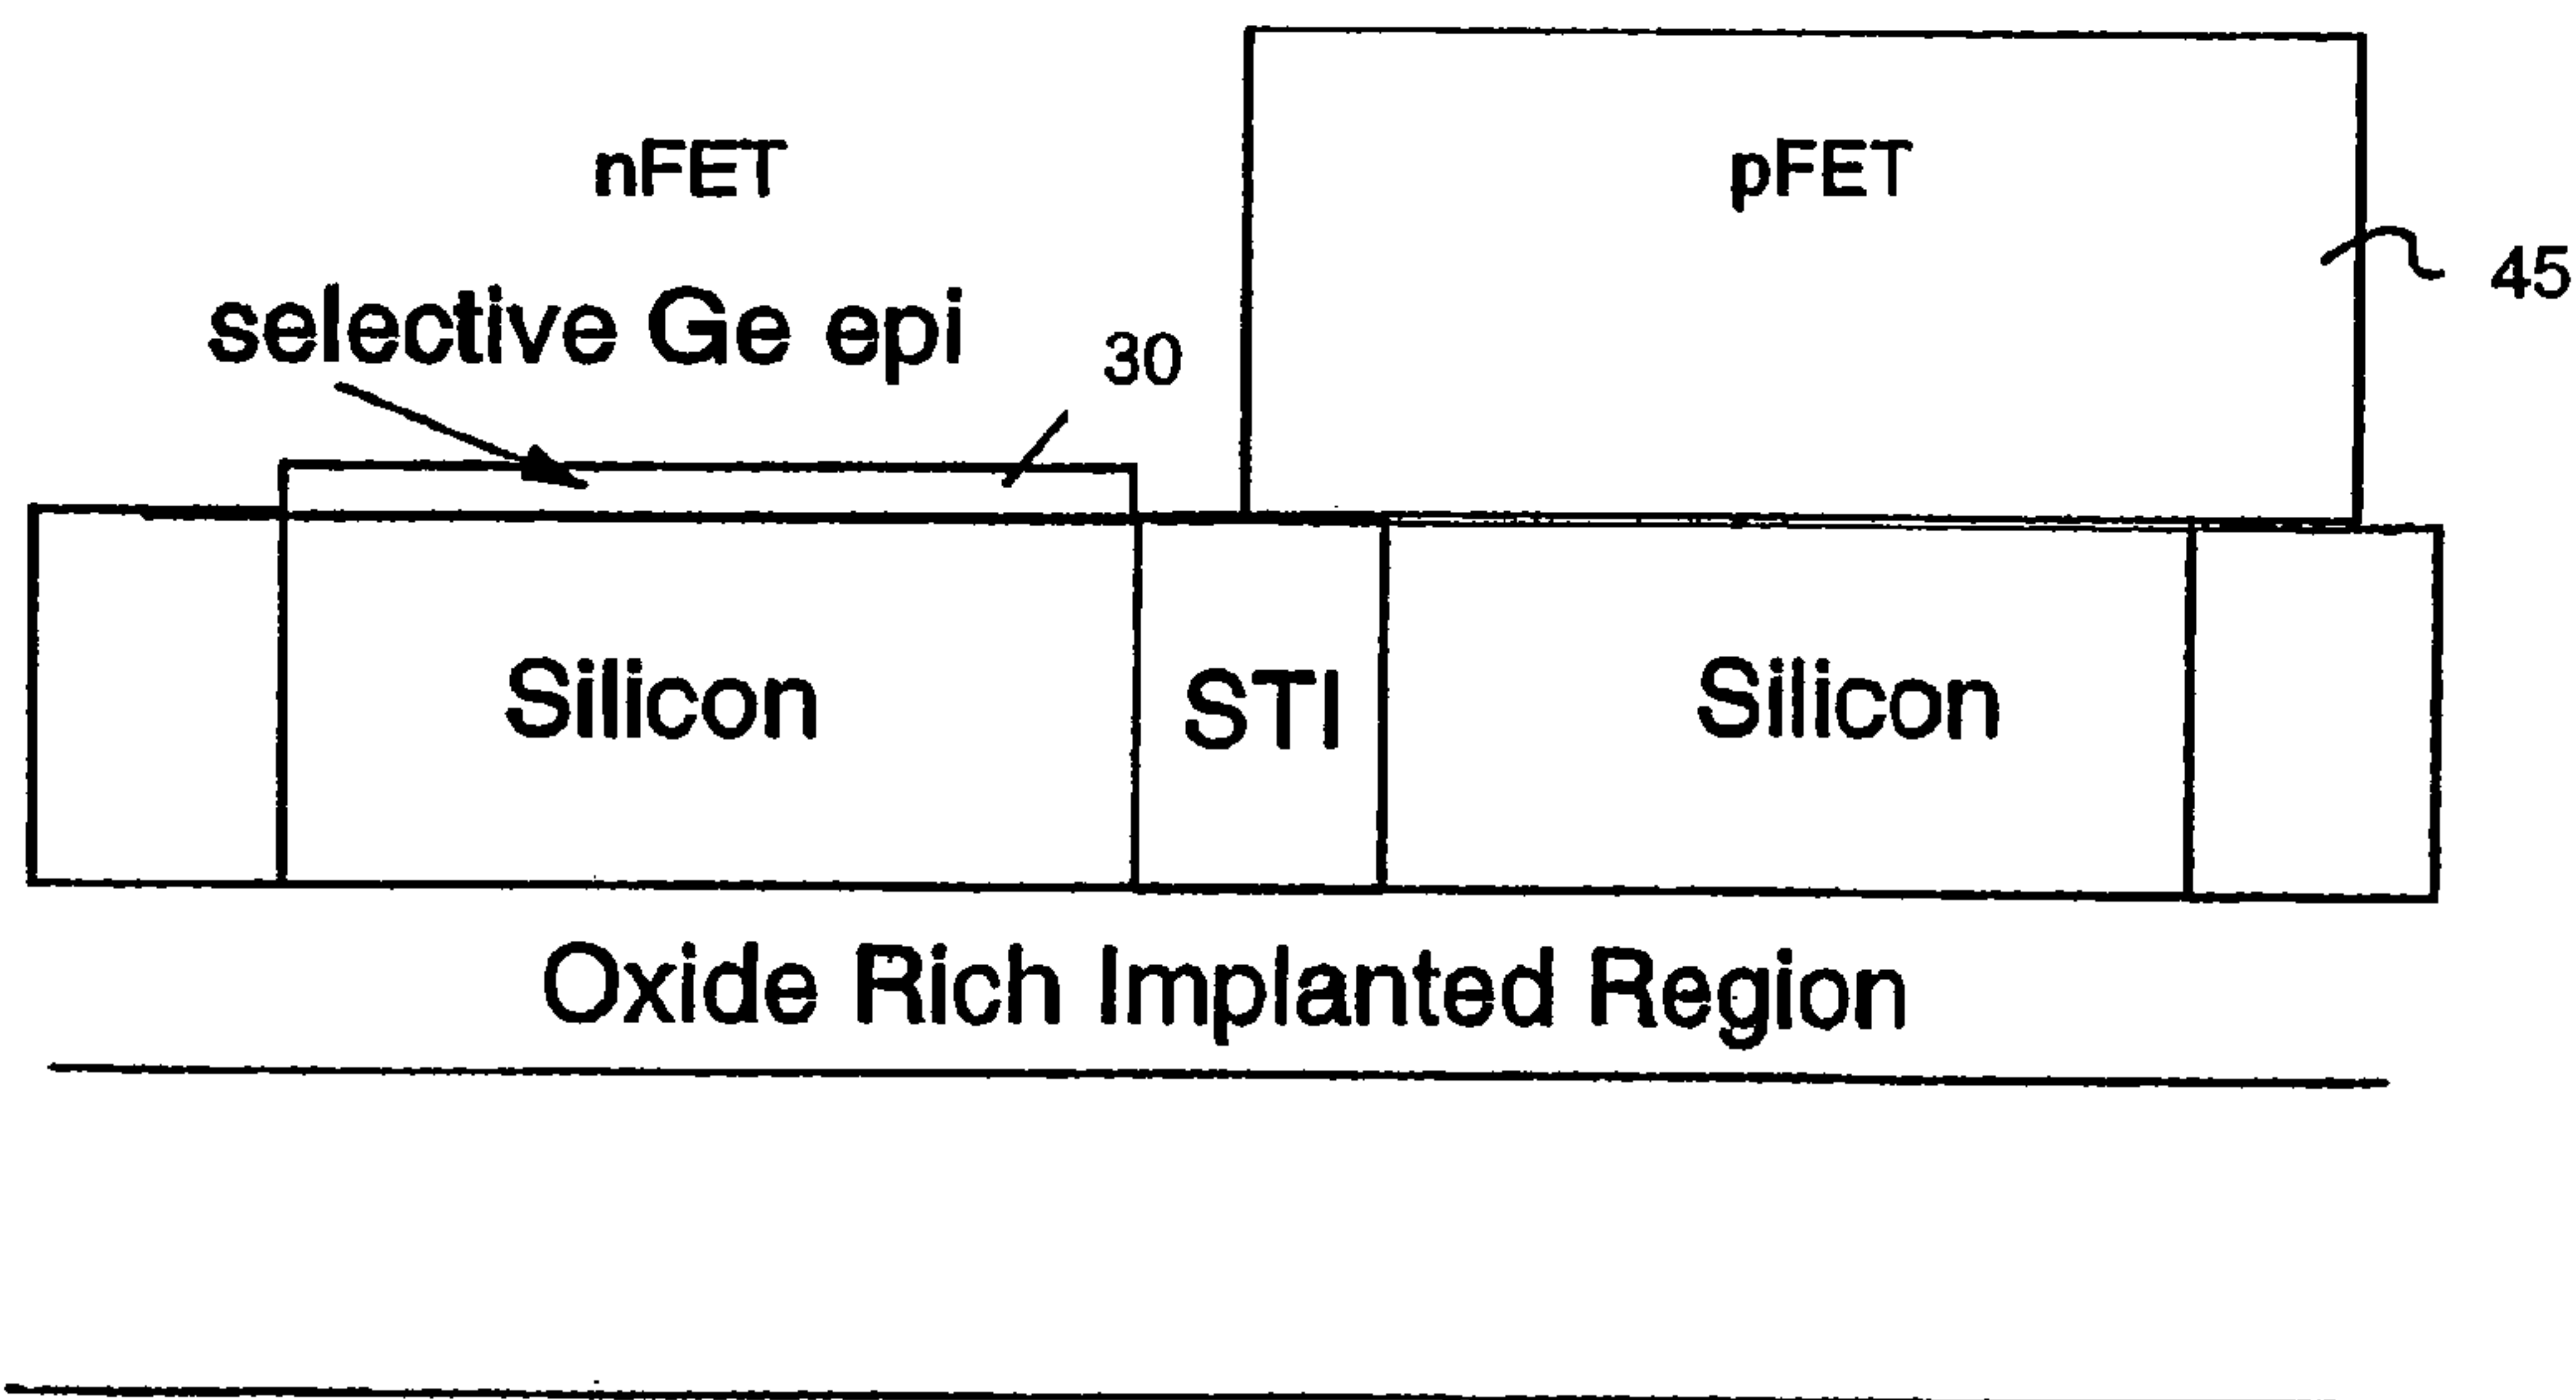 nFET
pFET
selective Ge epi
30
45
Silicon
STI
Silicon
Oxide Rich Implanted Region